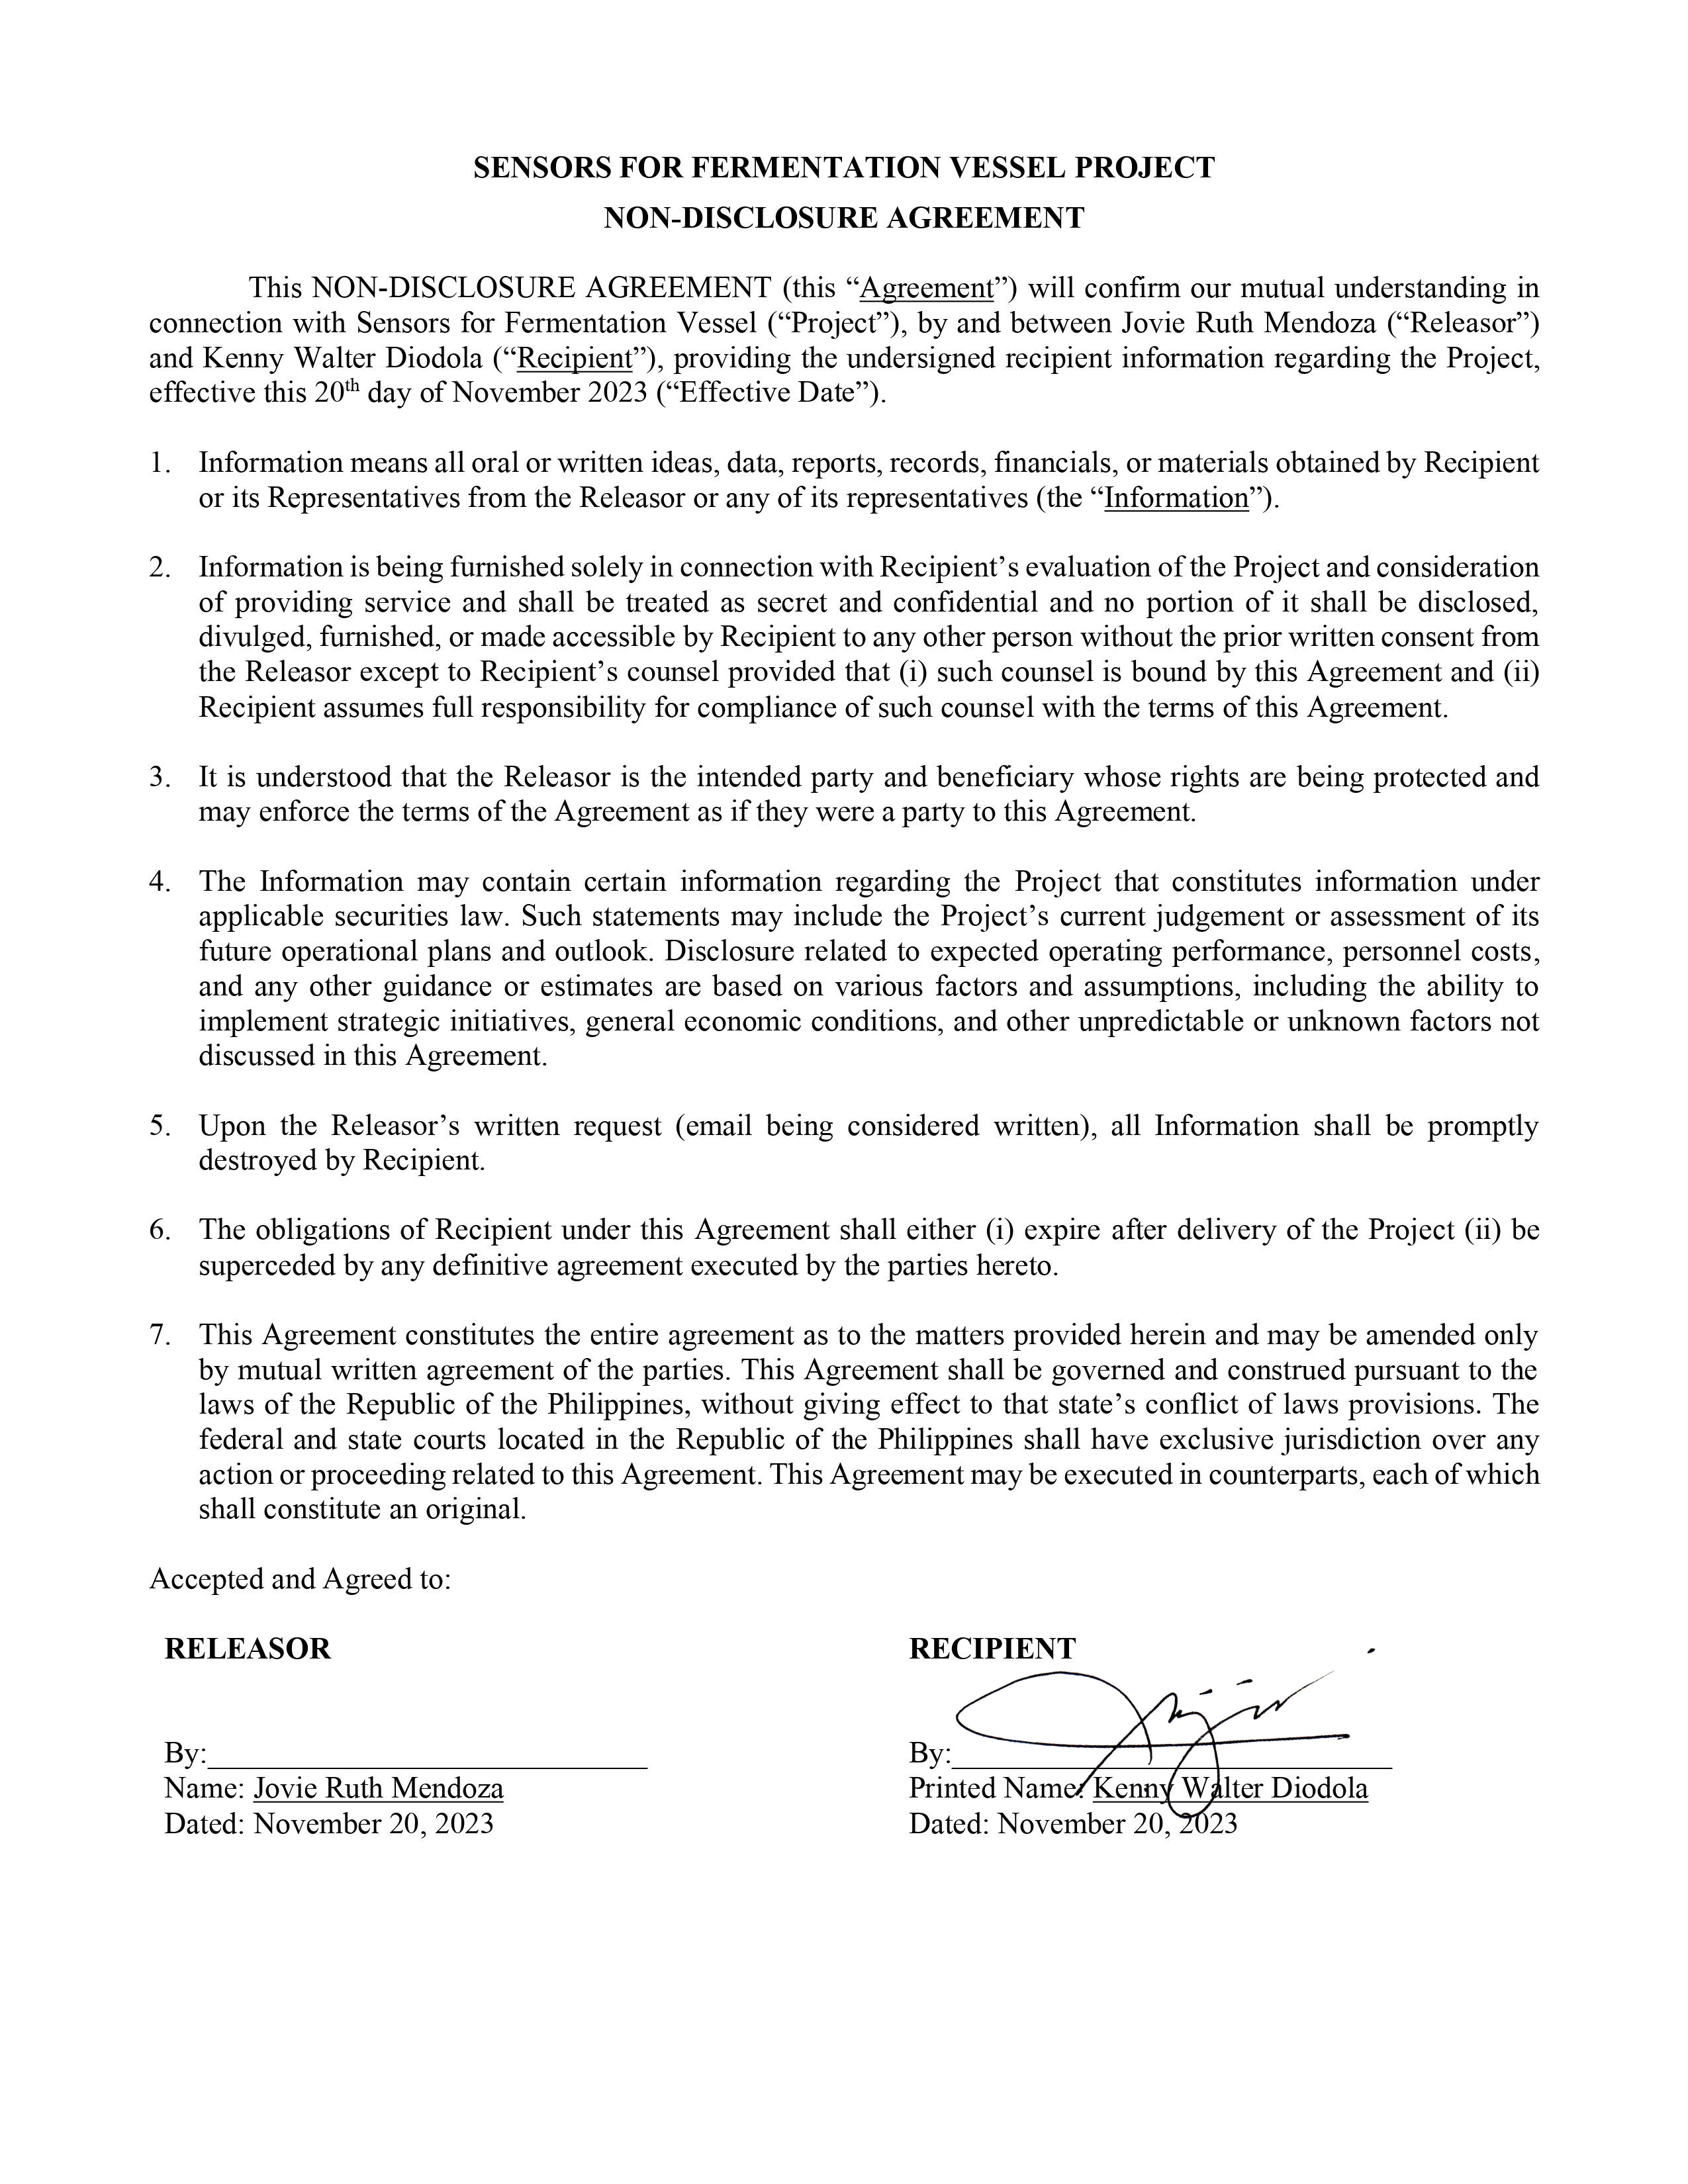 SENSORS FOR FERMENTATION VESSEL PROJECT
NON-DISCLOSURE AGREEMENT
This NON-DISCLOSURE AGREEMENT (this “Agreement”) will confirm our mutual understanding in
connection with Sensors for Fermentation Vessel (“Project”), by and between Jovie Ruth Mendoza (“Releasor”)
and Kenny Walter Diodola (“Recipient”), providing the undersigned recipient information regarding the Project,
effective this 20th day of November 2023 (“Effective Date”).
1. Information means all oral or written ideas, data, reports, records, financials, or materials obtained by Recipient
or its Representatives from the Releasor or any of its representatives (the “Information”).
2. Information is being furnished solely in connection with Recipient’s evaluation of the Project and consideration
of providing service and shall be treated as secret and confidential and no portion of it shall be disclosed,
divulged, furnished, or made accessible by Recipient to any other person without the prior written consent from
the Releasor except to Recipient’s counsel provided that (i) such counsel is bound by this Agreement and (ii)
Recipient assumes full responsibility for compliance of such counsel with the terms of this Agreement.
3. It is understood that the Releasor is the intended party and beneficiary whose rights are being protected and
may enforce the terms of the Agreement as if they were a party to this Agreement.
4. The Information may contain certain information regarding the Project that constitutes information under
applicable securities law. Such statements may include the Project’s current judgement or assessment of its
future operational plans and outlook. Disclosure related to expected operating performance, personnel costs,
and any other guidance or estimates are based on various factors and assumptions, including the ability to
implement strategic initiatives, general economic conditions, and other unpredictable or unknown factors not
discussed in this Agreement.
5. Upon the Releasor’s written request (email being considered written), all Information shall be promptly
destroyed by Recipient.
6. The obligations of Recipient under this Agreement shall either (i) expire after delivery of the Project (ii) be
superceded by any definitive agreement executed by the parties hereto.
7. This Agreement constitutes the entire agreement as to the matters provided herein and may be amended only
by mutual written agreement of the parties. This Agreement shall be governed and construed pursuant to the
laws of the Republic of the Philippines, without giving effect to that state’s conflict of laws provisions. The
federal and state courts located in the Republic of the Philippines shall have exclusive jurisdiction over any
action or proceeding related to this Agreement. This Agreement may be executed in counterparts, each of which
shall constitute an original.
Accepted and Agreed to:
RELEASOR
By:
Name: Jovie Ruth Mendoza
Dated: November 20, 2023
RECIPIENT
By:
Printed Name: Kenny Walter Diodola
Dated: November 20, 2023